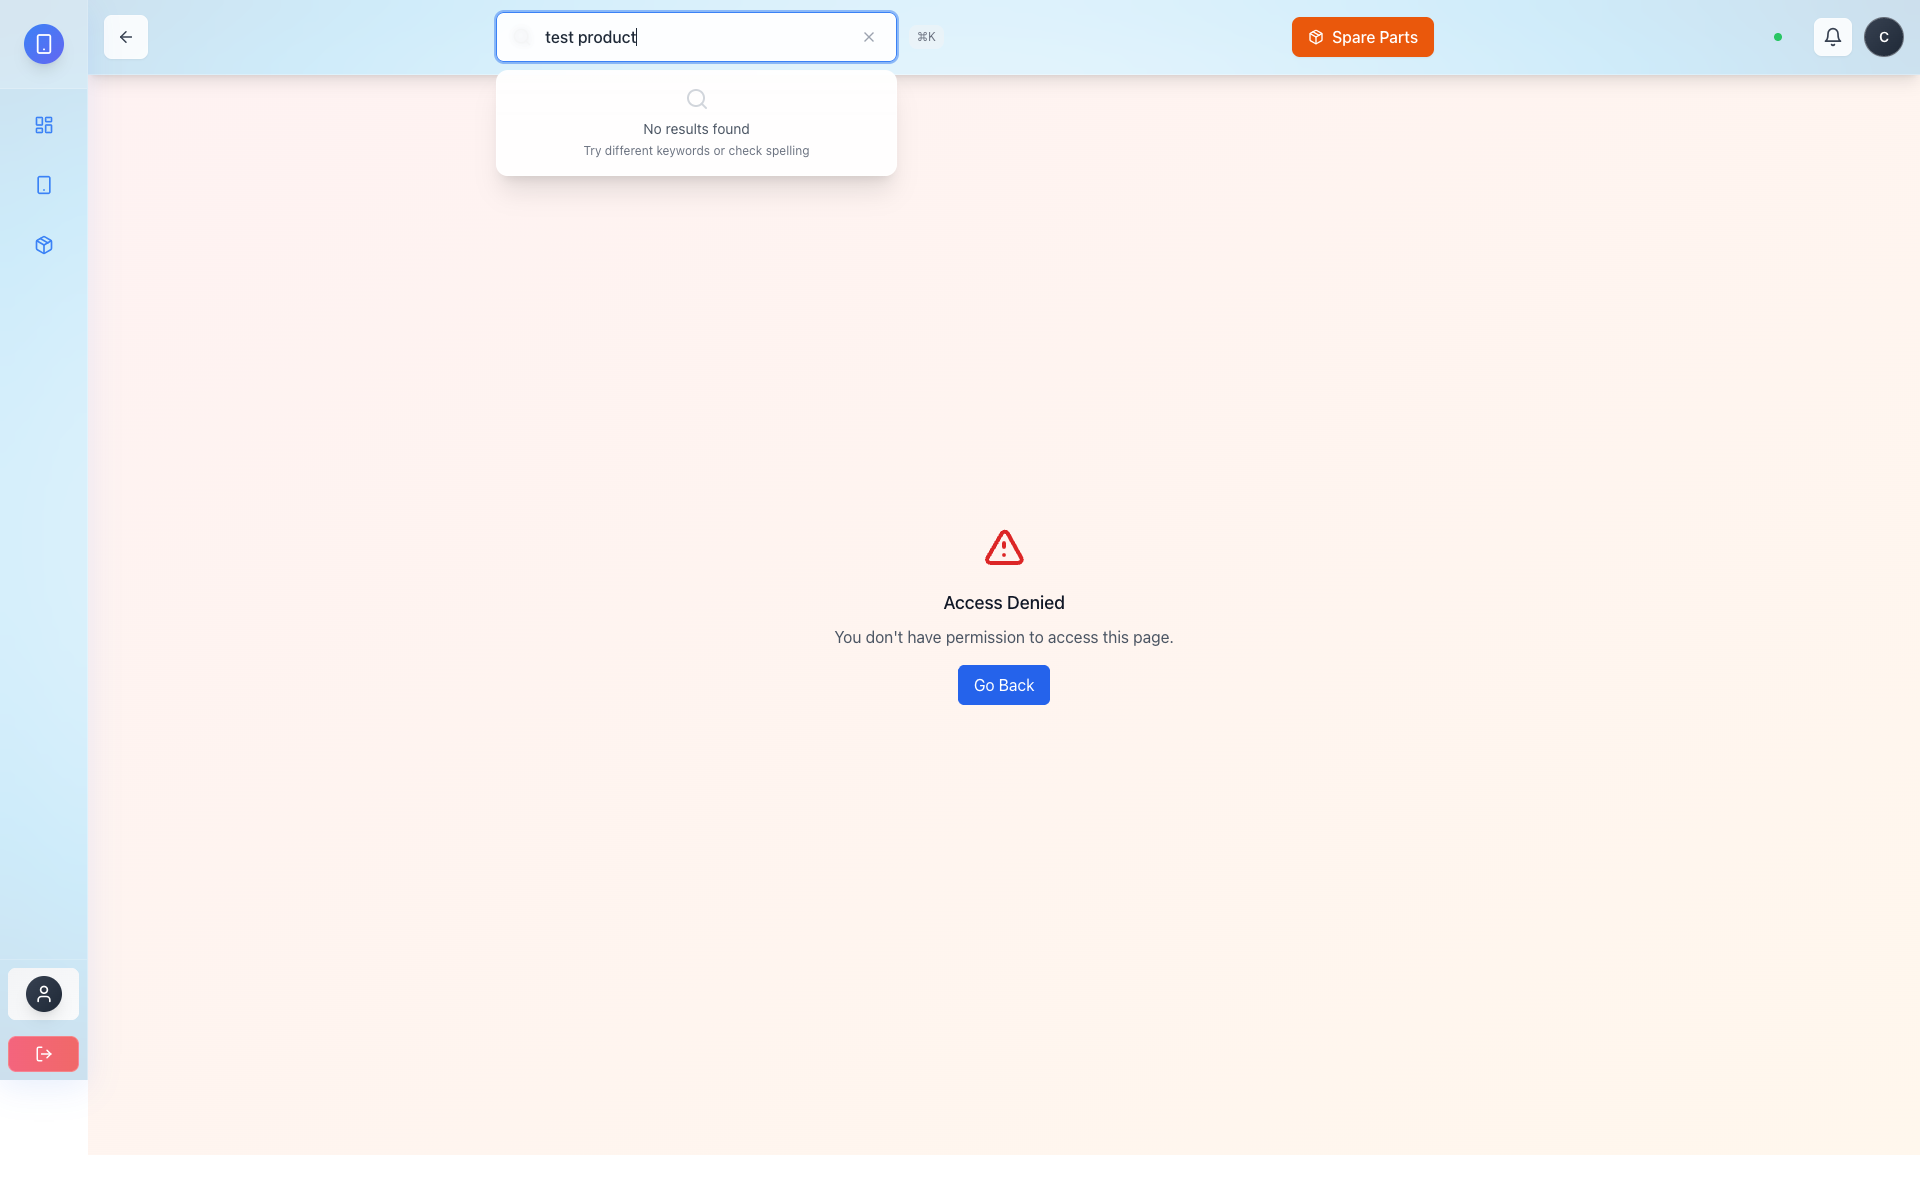 test product
⌘K
Spare Parts
C
No results found
Try different keywords or check spelling
Access Denied
You don't have permission to access this page.
Go Back